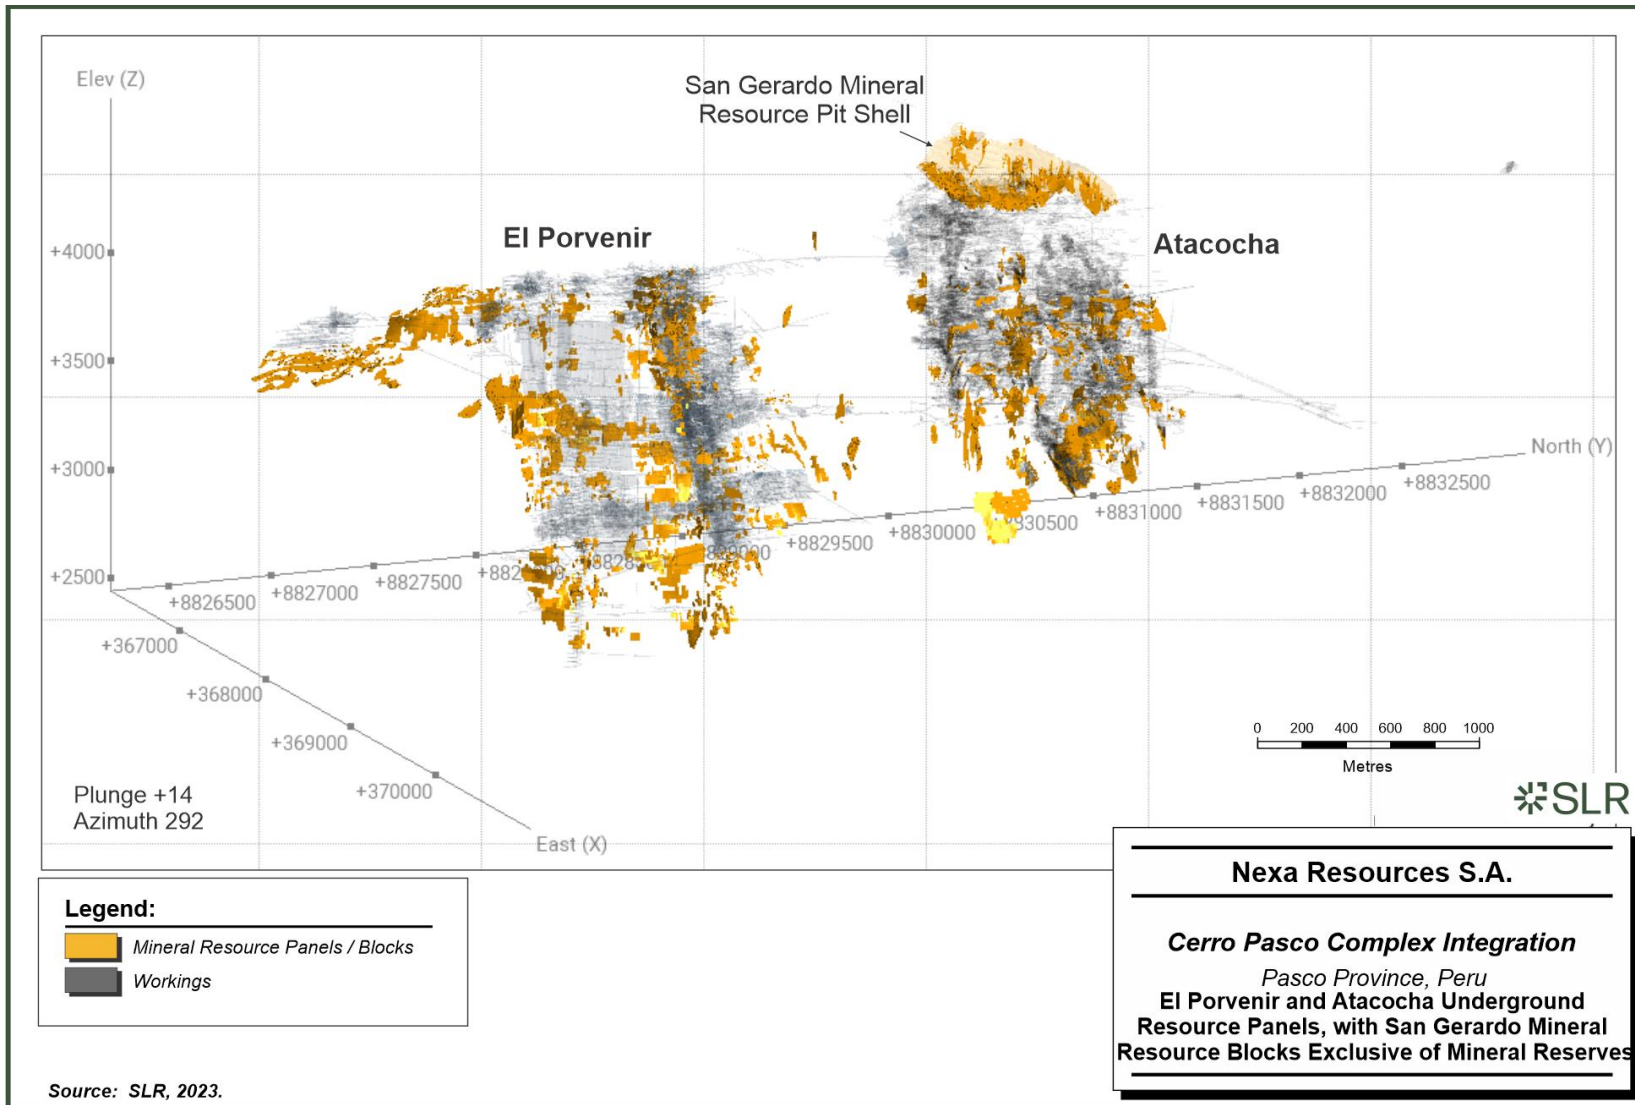 Elev (Z)
San Gerardo Mineral
Resource Pit Shell
El Porvenir
Atacocha
+4000
+3500
+3000
+2500
North (Y)
+8826500
+8827000
+8827500
+8829500
+8830000
+8831000
+8831500
+8832000
+8832500
+367000
+368000
+369000
+370000
East (X)
Plunge +14
Azimuth 292
0 200 400 600 800 1000
Metres
SLR
Legend:
Mineral Resource Panels / Blocks
Workings
Nexa Resources S.A.
Cerro Pasco Complex Integration
Pasco Province, Peru
El Porvenir and Atacocha Underground
Resource Panels, with San Gerardo Mineral
Resource Blocks Exclusive of Mineral Reserves
Source: SLR, 2023.